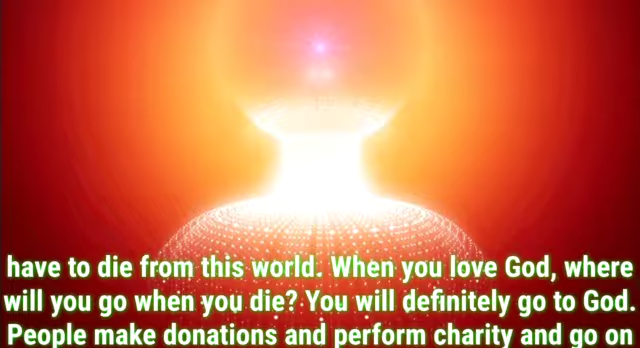 have to die from this world. When you love God, where
will you go when you die? You will definitely go to God.
People make donations and perform charity and go on